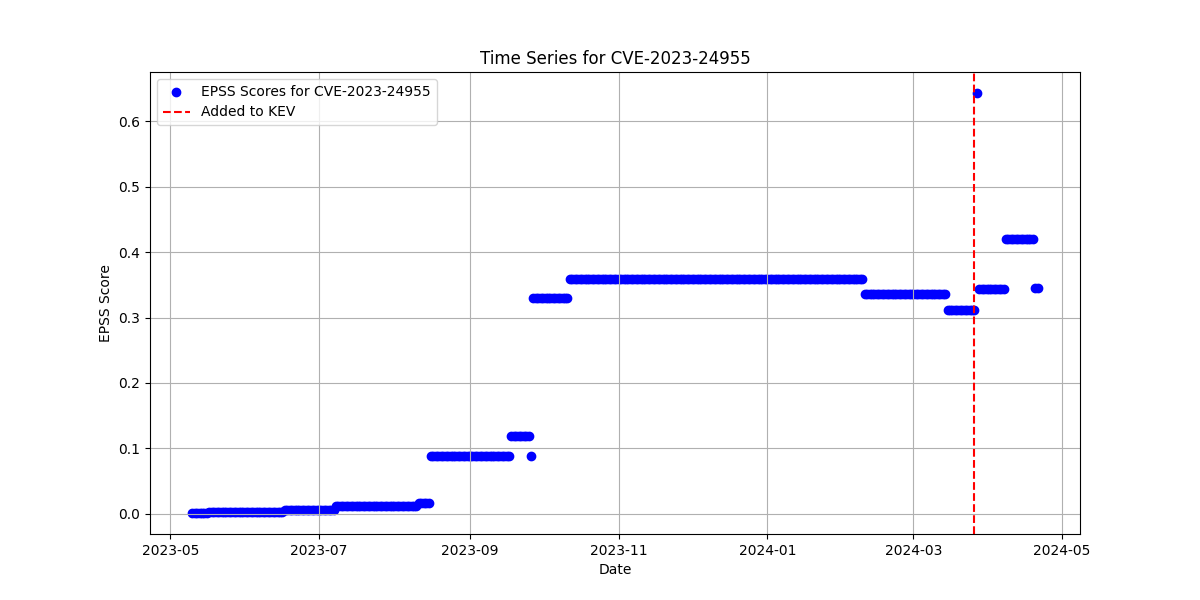 Time Series for CVE-2023-24955
EPSS Scores for CVE-2023-24955
Added to KEV
EPSS Score
0.6
0.5
0.4
0.3
0.2
0.1
0.0
2023-05
2023-07
2023-09
2023-11
2024-01
2024-03
2024-05
Date